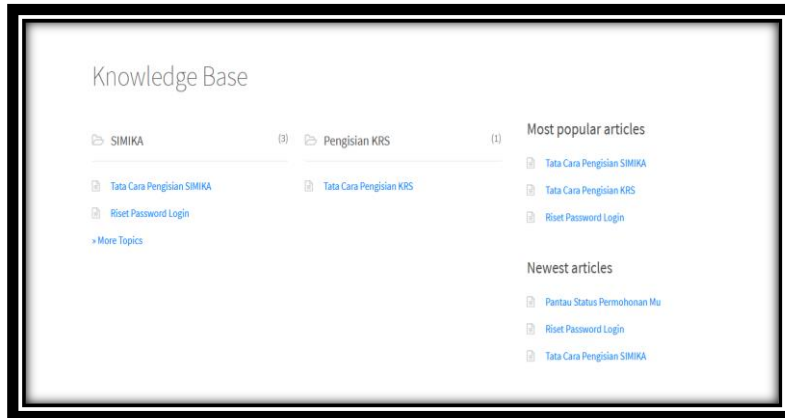 Knowledge Base
SIMIKA (3)
Tata Cara Pengisian SIMIKA
Riset Password Login
» More Topics
Pengisian KRS (1)
Tata Cara Pengisian KRS
Most popular articles
Tata Cara Pengisian SIMIKA
Tata Cara Pengisian KRS
Riset Password Login
Newest articles
Pantau Status Permohonan Mu
Riset Password Login
Tata Cara Pengisian SIMIKA